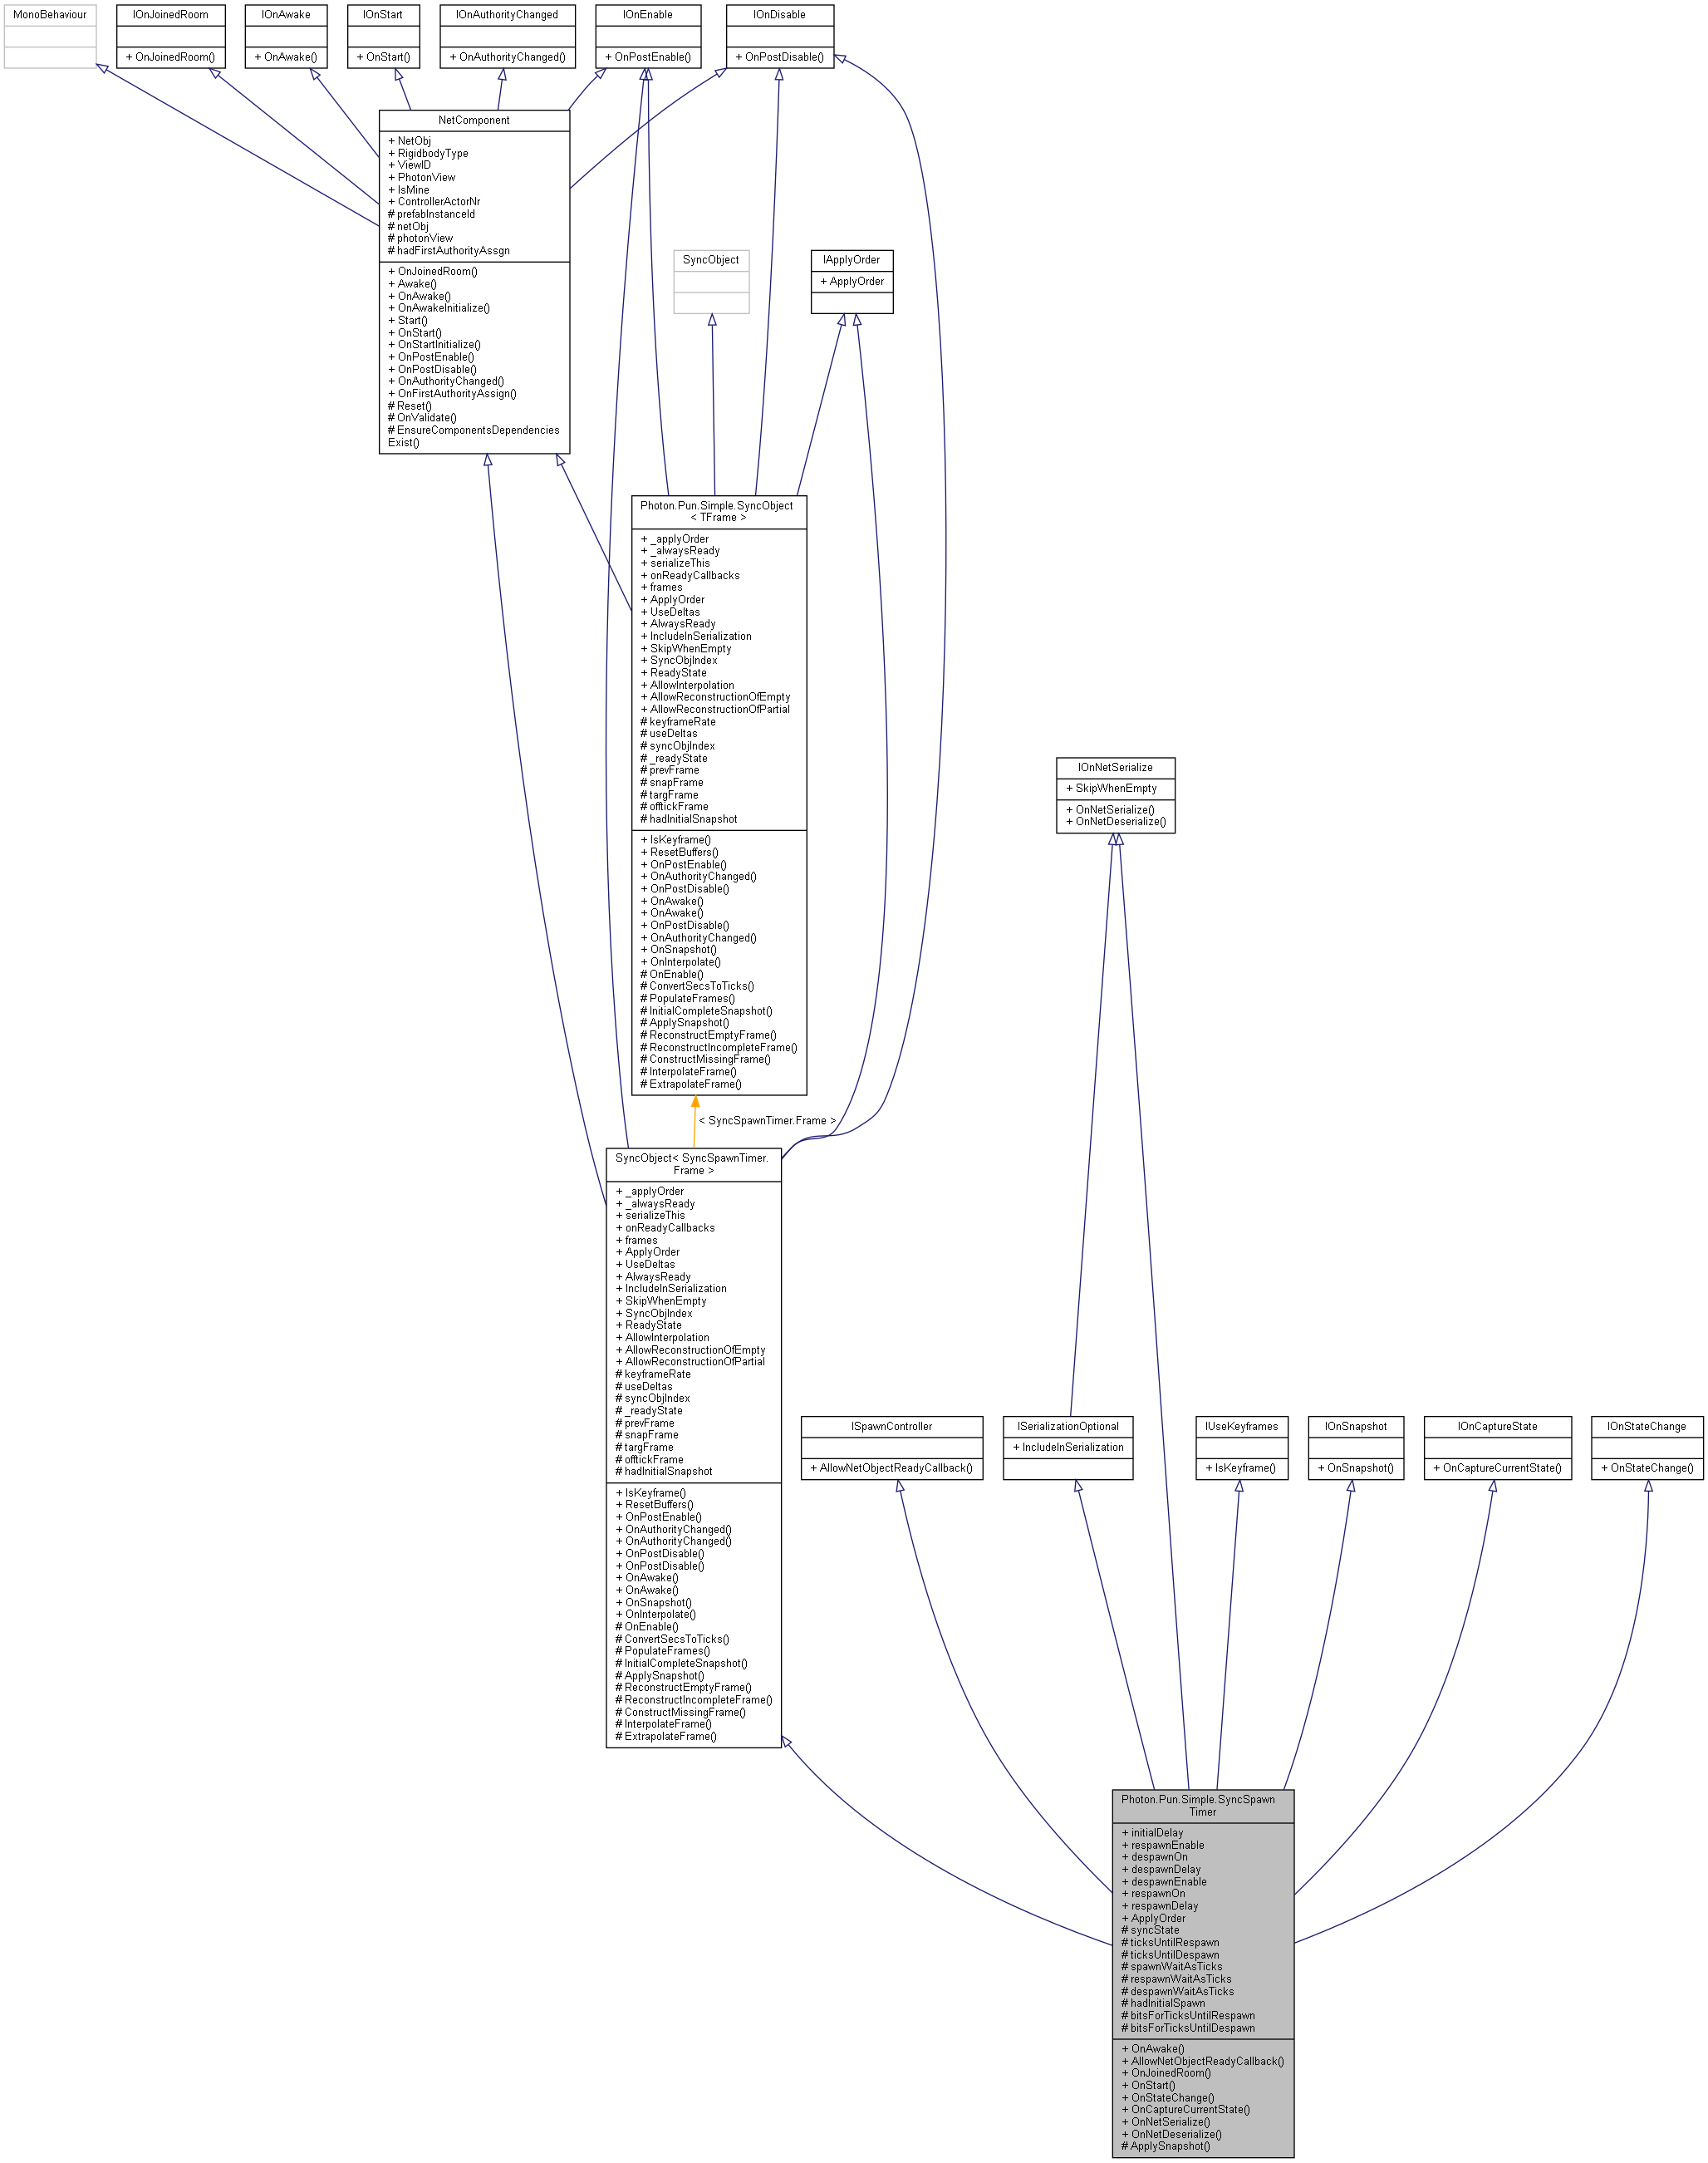 MonoBehaviour
IOnJoinedRoom
+ OnJoinedRoom()
IOnAwake
+ OnAwake()
IOnStart
+ OnStart()
IOnAuthorityChanged
+ OnAuthorityChanged()
IOnEnable
+ OnPostEnable()
IOnDisable
+ OnPostDisable()
NetComponent
+ NetObj
+ RigidbodyType
+ ViewID
+ PhotonView
+ IsMine
+ ControllerActorNr
# prefabInstanceId
# netObj
# photonView
# hadFirstAuthorityAssgn
+ OnJoinedRoom()
+ Awake()
+ OnAwake()
+ OnAwakeInitialize()
+ Start()
+ OnStart()
+ OnStartInitialize()
+ OnPostEnable()
+ OnPostDisable()
+ OnAuthorityChanged()
+ OnFirstAuthorityAssign()
# Reset()
# OnValidate()
# EnsureComponentsDependencies
Exist()
SyncObject
IApplyOrder
+ ApplyOrder
Photon.Pun.Simple.SyncObject
< TFrame >
+ _applyOrder
+ _alwaysReady
+ serializeThis
+ onReadyCallbacks
+ frames
+ ApplyOrder
+ UseDeltas
+ AlwaysReady
+ IncludeInSerialization
+ SkipWhenEmpty
+ SyncObjIndex
+ ReadyState
+ AllowInterpolation
+ AllowReconstructionOfEmpty
+ AllowReconstructionOfPartial
# keyframeRate
# useDeltas
# syncObjIndex
# _readyState
# prevFrame
# snapFrame
# targFrame
# offtickFrame
# hadInitialSnapshot
+ IsKeyframe()
+ ResetBuffers()
+ OnPostEnable()
+ OnAuthorityChanged()
+ OnPostDisable()
+ OnAwake()
+ OnAwake()
+ OnPostDisable()
+ OnAuthorityChanged()
+ OnSnapshot()
+ OnInterpolate()
# OnEnable()
# ConvertSecsToTicks()
# PopulateFrames()
# InitialCompleteSnapshot()
# ApplySnapshot()
# ReconstructEmptyFrame()
# ReconstructIncompleteFrame()
# ConstructMissingFrame()
# InterpolateFrame()
# ExtrapolateFrame()
< SyncSpawnTimer.Frame >
IOnNetSerialize
+ SkipWhenEmpty
+ OnNetSerialize()
+ OnNetDeserialize()
SyncObject< SyncSpawnTimer.
Frame >
+ _applyOrder
+ _alwaysReady
+ serializeThis
+ onReadyCallbacks
+ frames
+ ApplyOrder
+ UseDeltas
+ AlwaysReady
+ IncludeInSerialization
+ SkipWhenEmpty
+ SyncObjIndex
+ ReadyState
+ AllowInterpolation
+ AllowReconstructionOfEmpty
+ AllowReconstructionOfPartial
# keyframeRate
# useDeltas
# syncObjIndex
# _readyState
# prevFrame
# snapFrame
# targFrame
# offtickFrame
# hadInitialSnapshot
+ IsKeyframe()
+ ResetBuffers()
+ OnPostEnable()
+ OnAuthorityChanged()
+ OnAuthorityChanged()
+ OnPostDisable()
+ OnPostDisable()
+ OnAwake()
+ OnAwake()
+ OnSnapshot()
+ OnInterpolate()
# OnEnable()
# ConvertSecsToTicks()
# PopulateFrames()
# InitialCompleteSnapshot()
# ApplySnapshot()
# ReconstructEmptyFrame()
# ReconstructIncompleteFrame()
# ConstructMissingFrame()
# InterpolateFrame()
# ExtrapolateFrame()
ISpawnController
+ AllowNetObjectReadyCallback()
ISerializationOptional
+ IncludeInSerialization
IUseKeyframes
+ IsKeyframe()
IOnSnapshot
+ OnSnapshot()
IOnCaptureState
+ OnCaptureCurrentState()
IOnStateChange
+ OnStateChange()
Photon.Pun.Simple.SyncSpawn
Timer
+ initialDelay
+ respawnEnable
+ despawnOn
+ despawnDelay
+ despawnEnable
+ respawnOn
+ respawnDelay
+ ApplyOrder
# syncState
# ticksUntilRespawn
# ticksUntilDespawn
# spawnWaitAsTicks
# respawnWaitAsTicks
# despawnWaitAsTicks
# hadInitialSpawn
# bitsForTicksUntilRespawn
# bitsForTicksUntilDespawn
+ OnAwake()
+ AllowNetObjectReadyCallback()
+ OnJoinedRoom()
+ OnStart()
+ OnStateChange()
+ OnCaptureCurrentState()
+ OnNetSerialize()
+ OnNetDeserialize()
# ApplySnapshot()